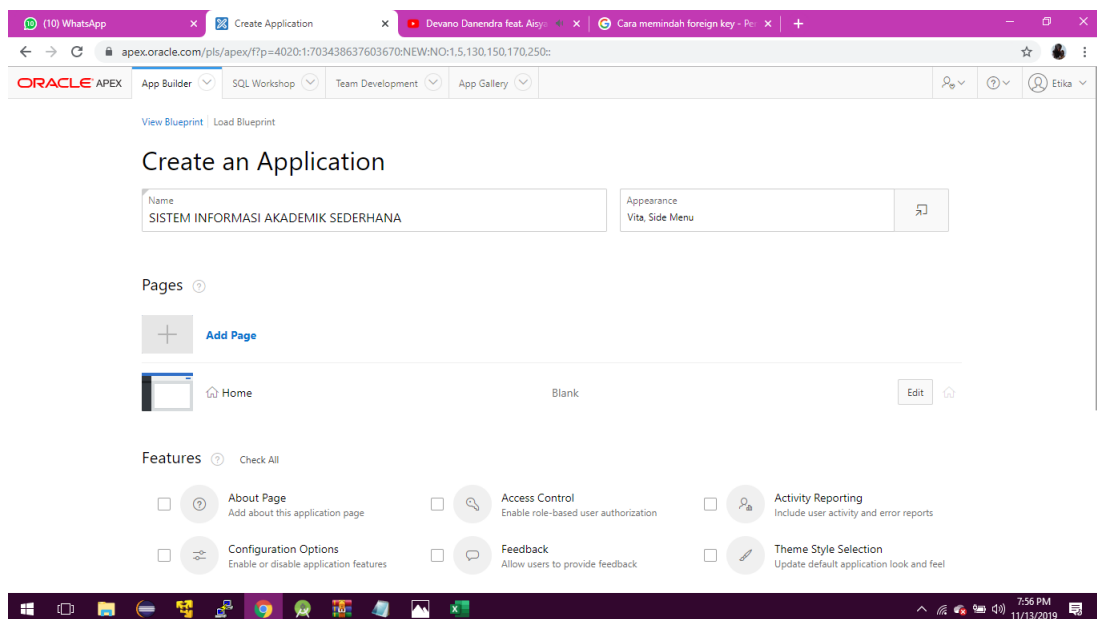 (10) WhatsApp
Create Application
Devano Danendra feat. Aisya
Cara memindah foreign key - Per
apex.oracle.com/pls/apex/f?p=4020:1:703438637603670:NEW:NO:1,5,130,150,170,250::
ORACLE APEX App Builder SQL Workshop Team Development App Gallery Etika
View Blueprint Load Blueprint
Create an Application
Name
SISTEM INFORMASI AKADEMIK SEDERHANA
Appearance
Vita, Side Menu
Pages ?
Add Page
Home Blank Edit
Features ? Check All
About Page
Add about this application page
Access Control
Enable role-based user authorization
Activity Reporting
Include user activity and error reports
Configuration Options
Enable or disable application features
Feedback
Allow users to provide feedback
Theme Style Selection
Update default application look and feel
7:56 PM
11/13/2019